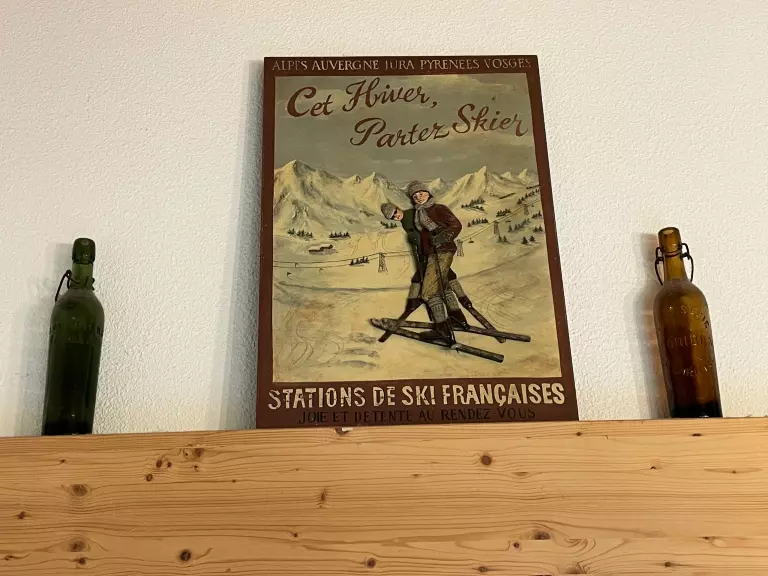 ALPES AUVERGNE JURA PYRENEES VOSGES
Cet Hiver,
Partez Skier
STATIONS DE SKI FRANÇAISES
JOIE ET DETENTE AU RENDEZ VOUS